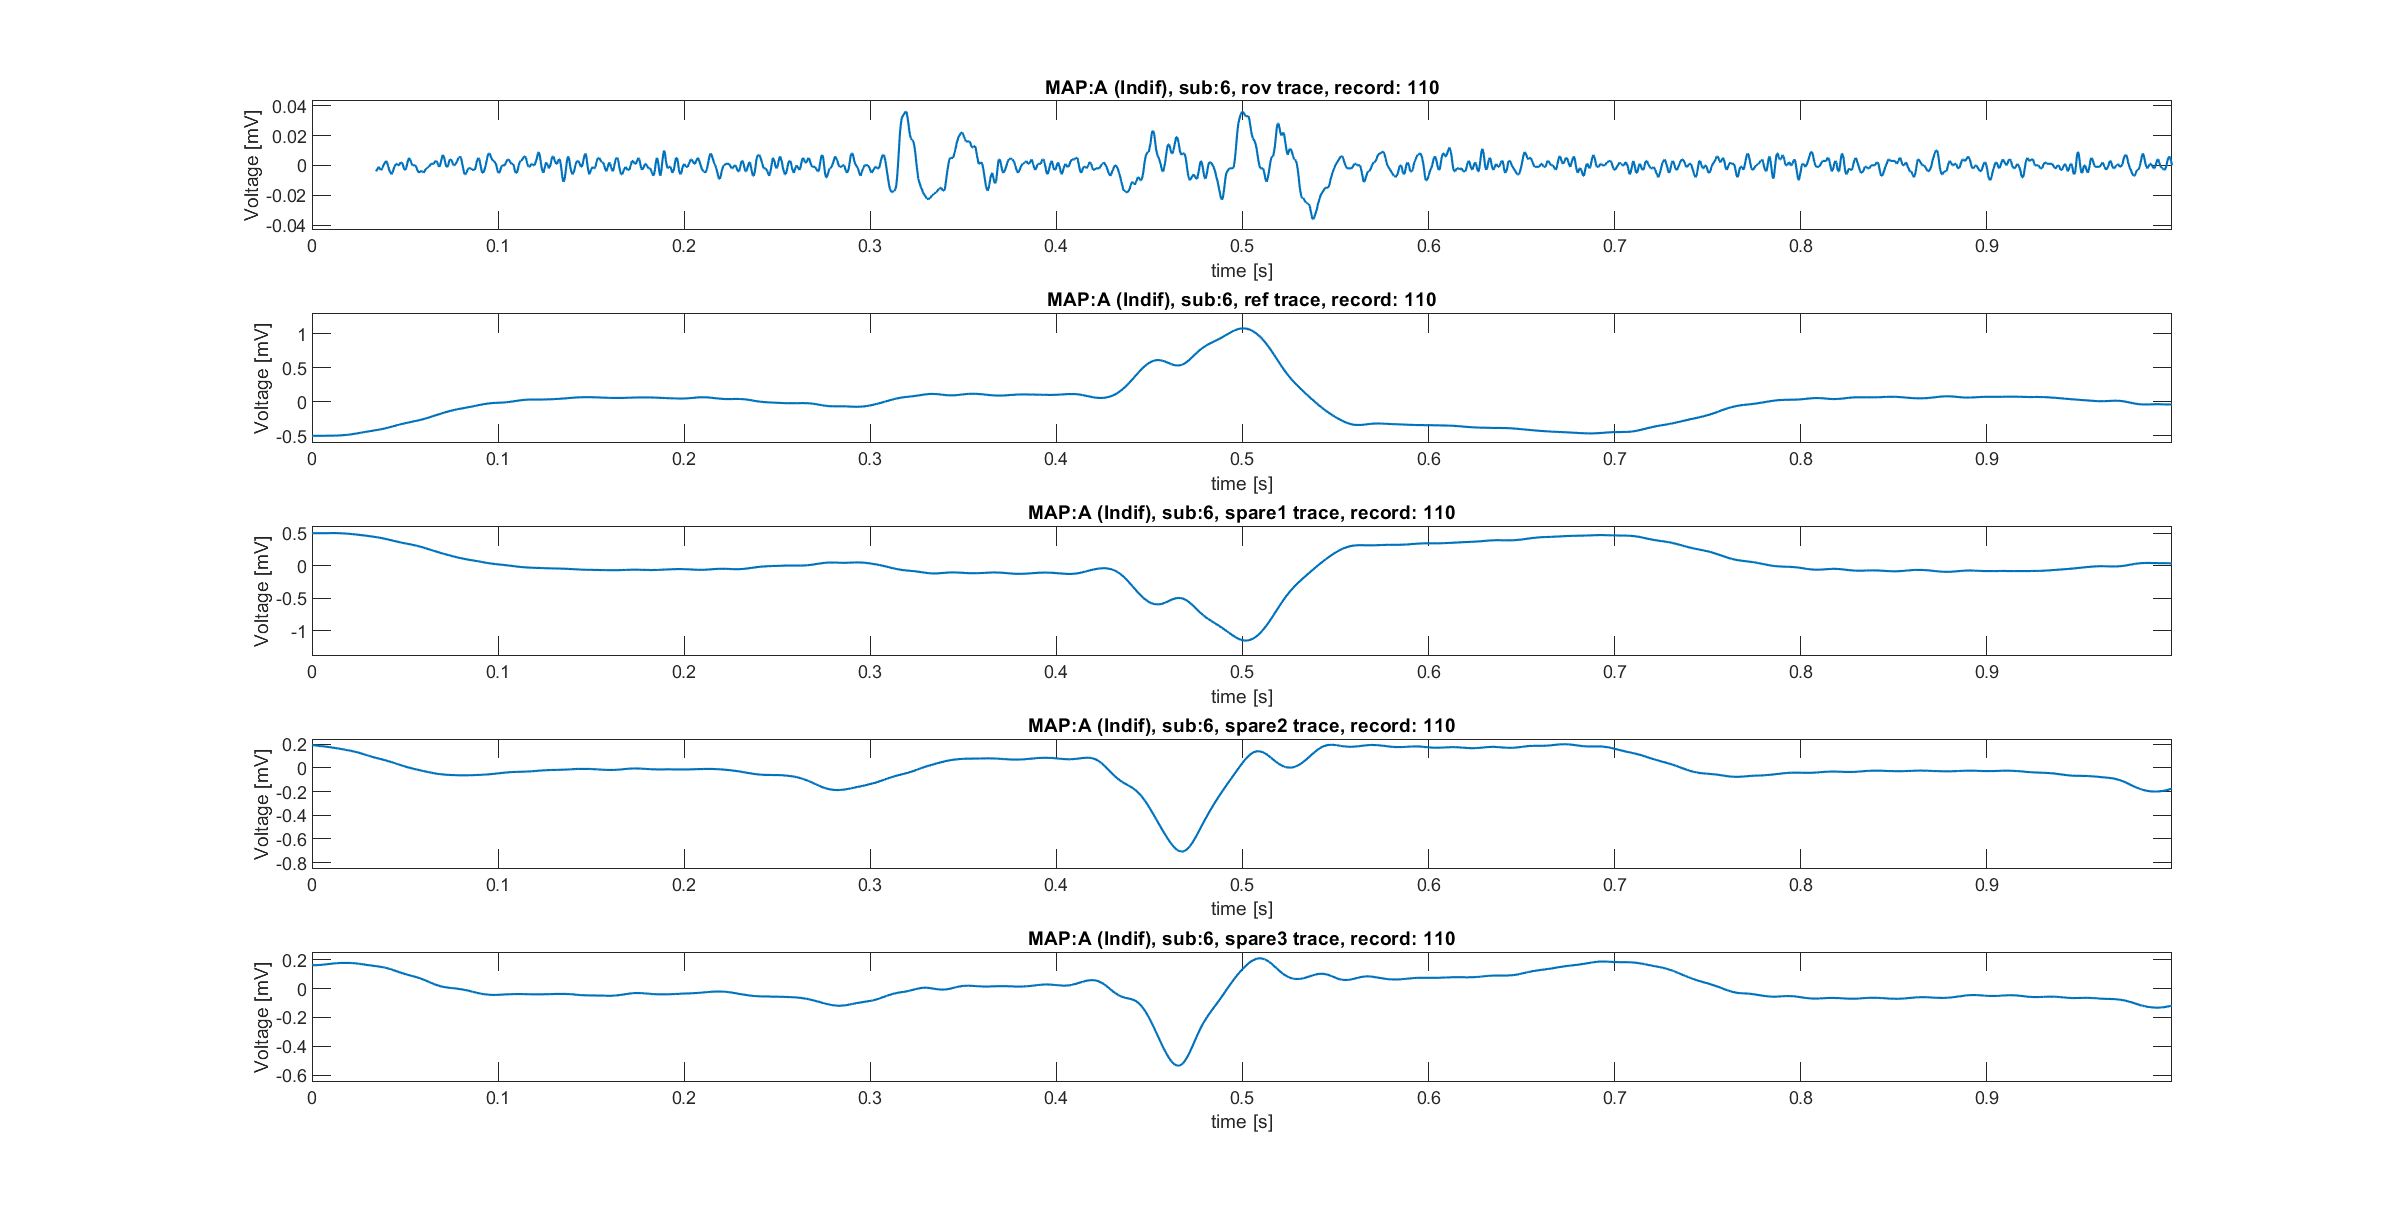 MAP:A (Indif), sub:6, rov trace, record: 110
Voltage [mV]
0.04
0.02
0
-0.02
-0.04
0 0.1 0.2 0.3 0.4 0.5 0.6 0.7 0.8 0.9
time [s]
MAP:A (Indif), sub:6, ref trace, record: 110
Voltage [mV]
1
0.5
0
-0.5
0 0.1 0.2 0.3 0.4 0.5 0.6 0.7 0.8 0.9
time [s]
MAP:A (Indif), sub:6, spare1 trace, record: 110
Voltage [mV]
0.5
0
-0.5
-1
0 0.1 0.2 0.3 0.4 0.5 0.6 0.7 0.8 0.9
time [s]
MAP:A (Indif), sub:6, spare2 trace, record: 110
Voltage [mV]
0.2
0
-0.2
-0.4
-0.6
-0.8
0 0.1 0.2 0.3 0.4 0.5 0.6 0.7 0.8 0.9
time [s]
MAP:A (Indif), sub:6, spare3 trace, record: 110
Voltage [mV]
0.2
0
-0.2
-0.4
-0.6
0 0.1 0.2 0.3 0.4 0.5 0.6 0.7 0.8 0.9
time [s]